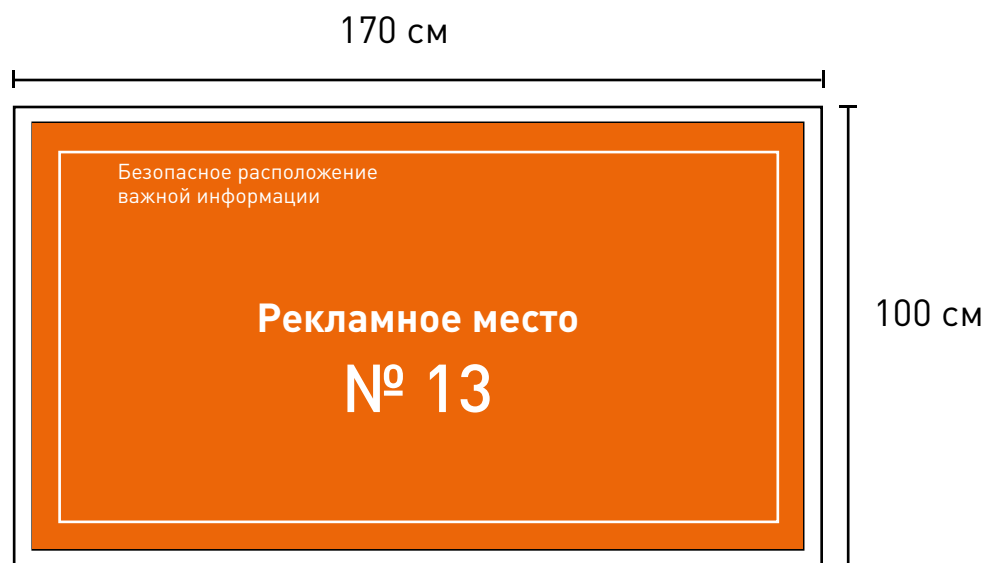 170 см
Безопасное расположение
важной информации
Рекламное место
№ 13
100 см